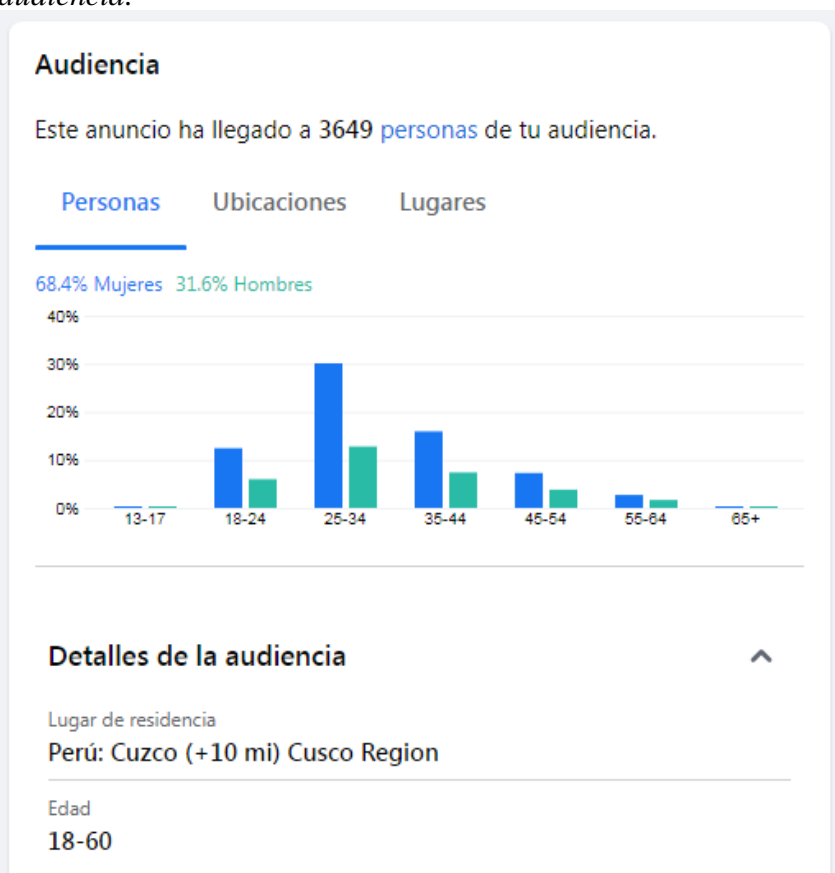 audiencia.
Audiencia
Este anuncio ha llegado a 3649 personas de tu audiencia.
Personas Ubicaciones Lugares
68.4% Mujeres 31.6% Hombres
40%
30%
20%
10%
0%
13-17 18-24 25-34 35-44 45-54 55-64 65+
Detalles de la audiencia
Lugar de residencia
Perú: Cuzco (+10 mi) Cusco Region
Edad
18-60